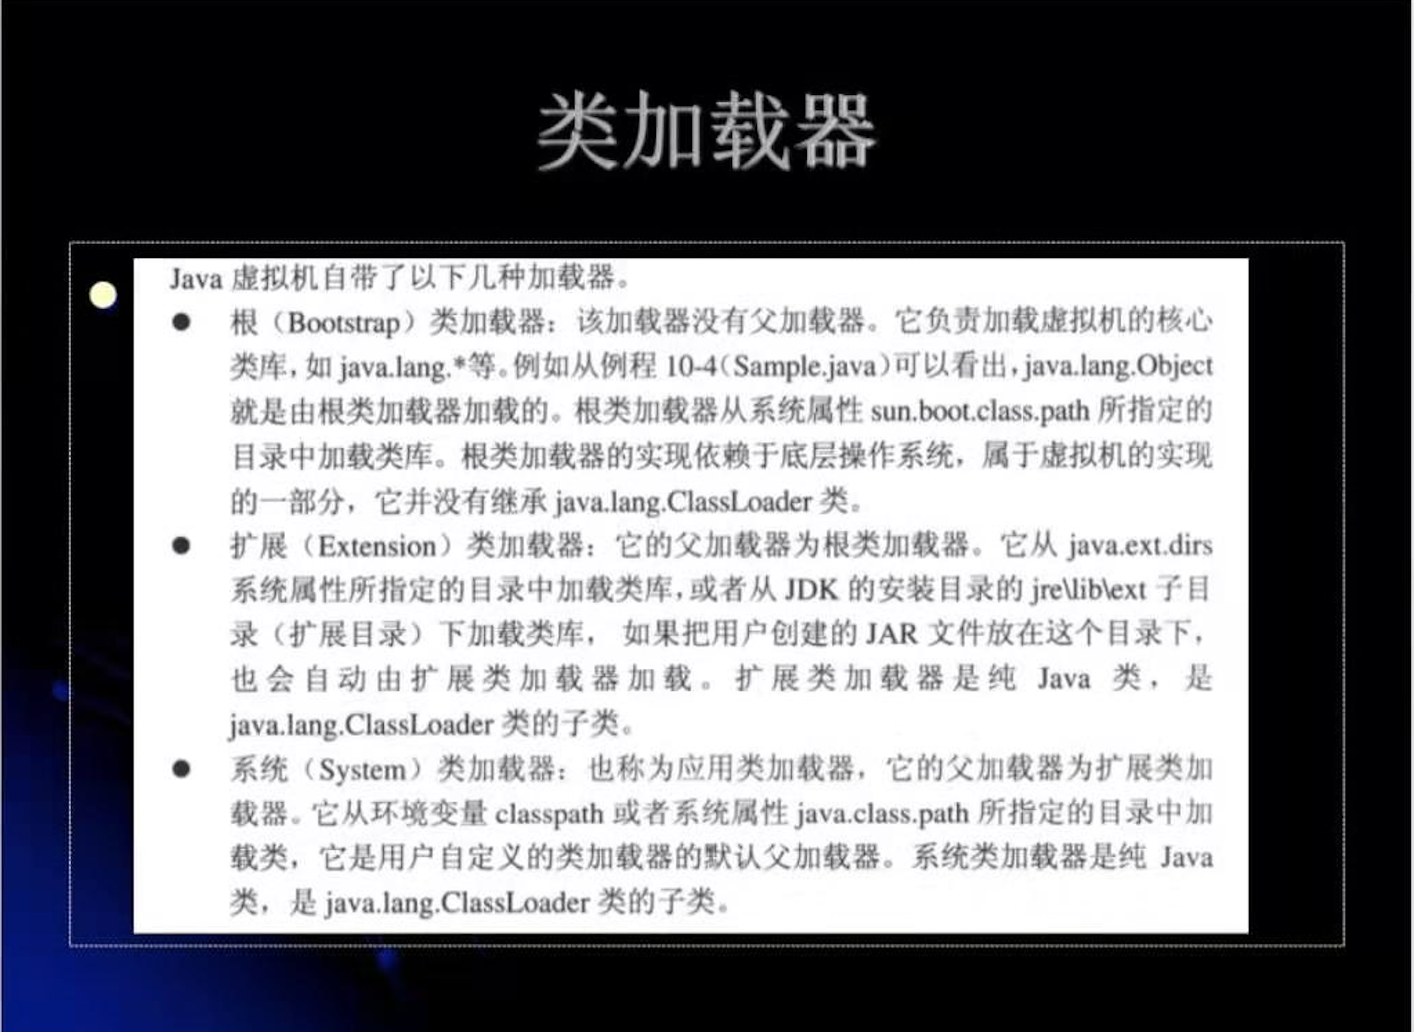 类加载器
Java 虚拟机自带了以下几种加载器。
● 根（Bootstrap）类加载器：该加载器没有父加载器。它负责加载虚拟机的核心
类库，如 java.lang.*等。例如从例程 10-4（Sample.java）可以看出，java.lang.Object
就是由根类加载器加载的。根类加载器从系统属性 sun.boot.class.path 所指定的
目录中加载类库。根类加载器的实现依赖于底层操作系统，属于虚拟机的实现
的一部分，它并没有继承 java.lang.ClassLoader 类。
● 扩展（Extension）类加载器：它的父加载器为根类加载器。它从 java.ext.dirs
系统属性所指定的目录中加载类库，或者从 JDK 的安装目录的 jre\lib\ext 子目
录（扩展目录）下加载类库， 如果把用户创建的 JAR 文件放在这个目录下，
也会自动由扩展类加载器加载。扩展类加载器是纯 Java 类，是
java.lang.ClassLoader 类的子类。
● 系统（System）类加载器：也称为应用类加载器，它的父加载器为扩展类加
载器。它从环境变量 classpath 或者系统属性 java.class.path 所指定的目录中加
载类，它是用户自定义的类加载器的默认父加载器。系统类加载器是纯 Java
类，是 java.lang.ClassLoader 类的子类。